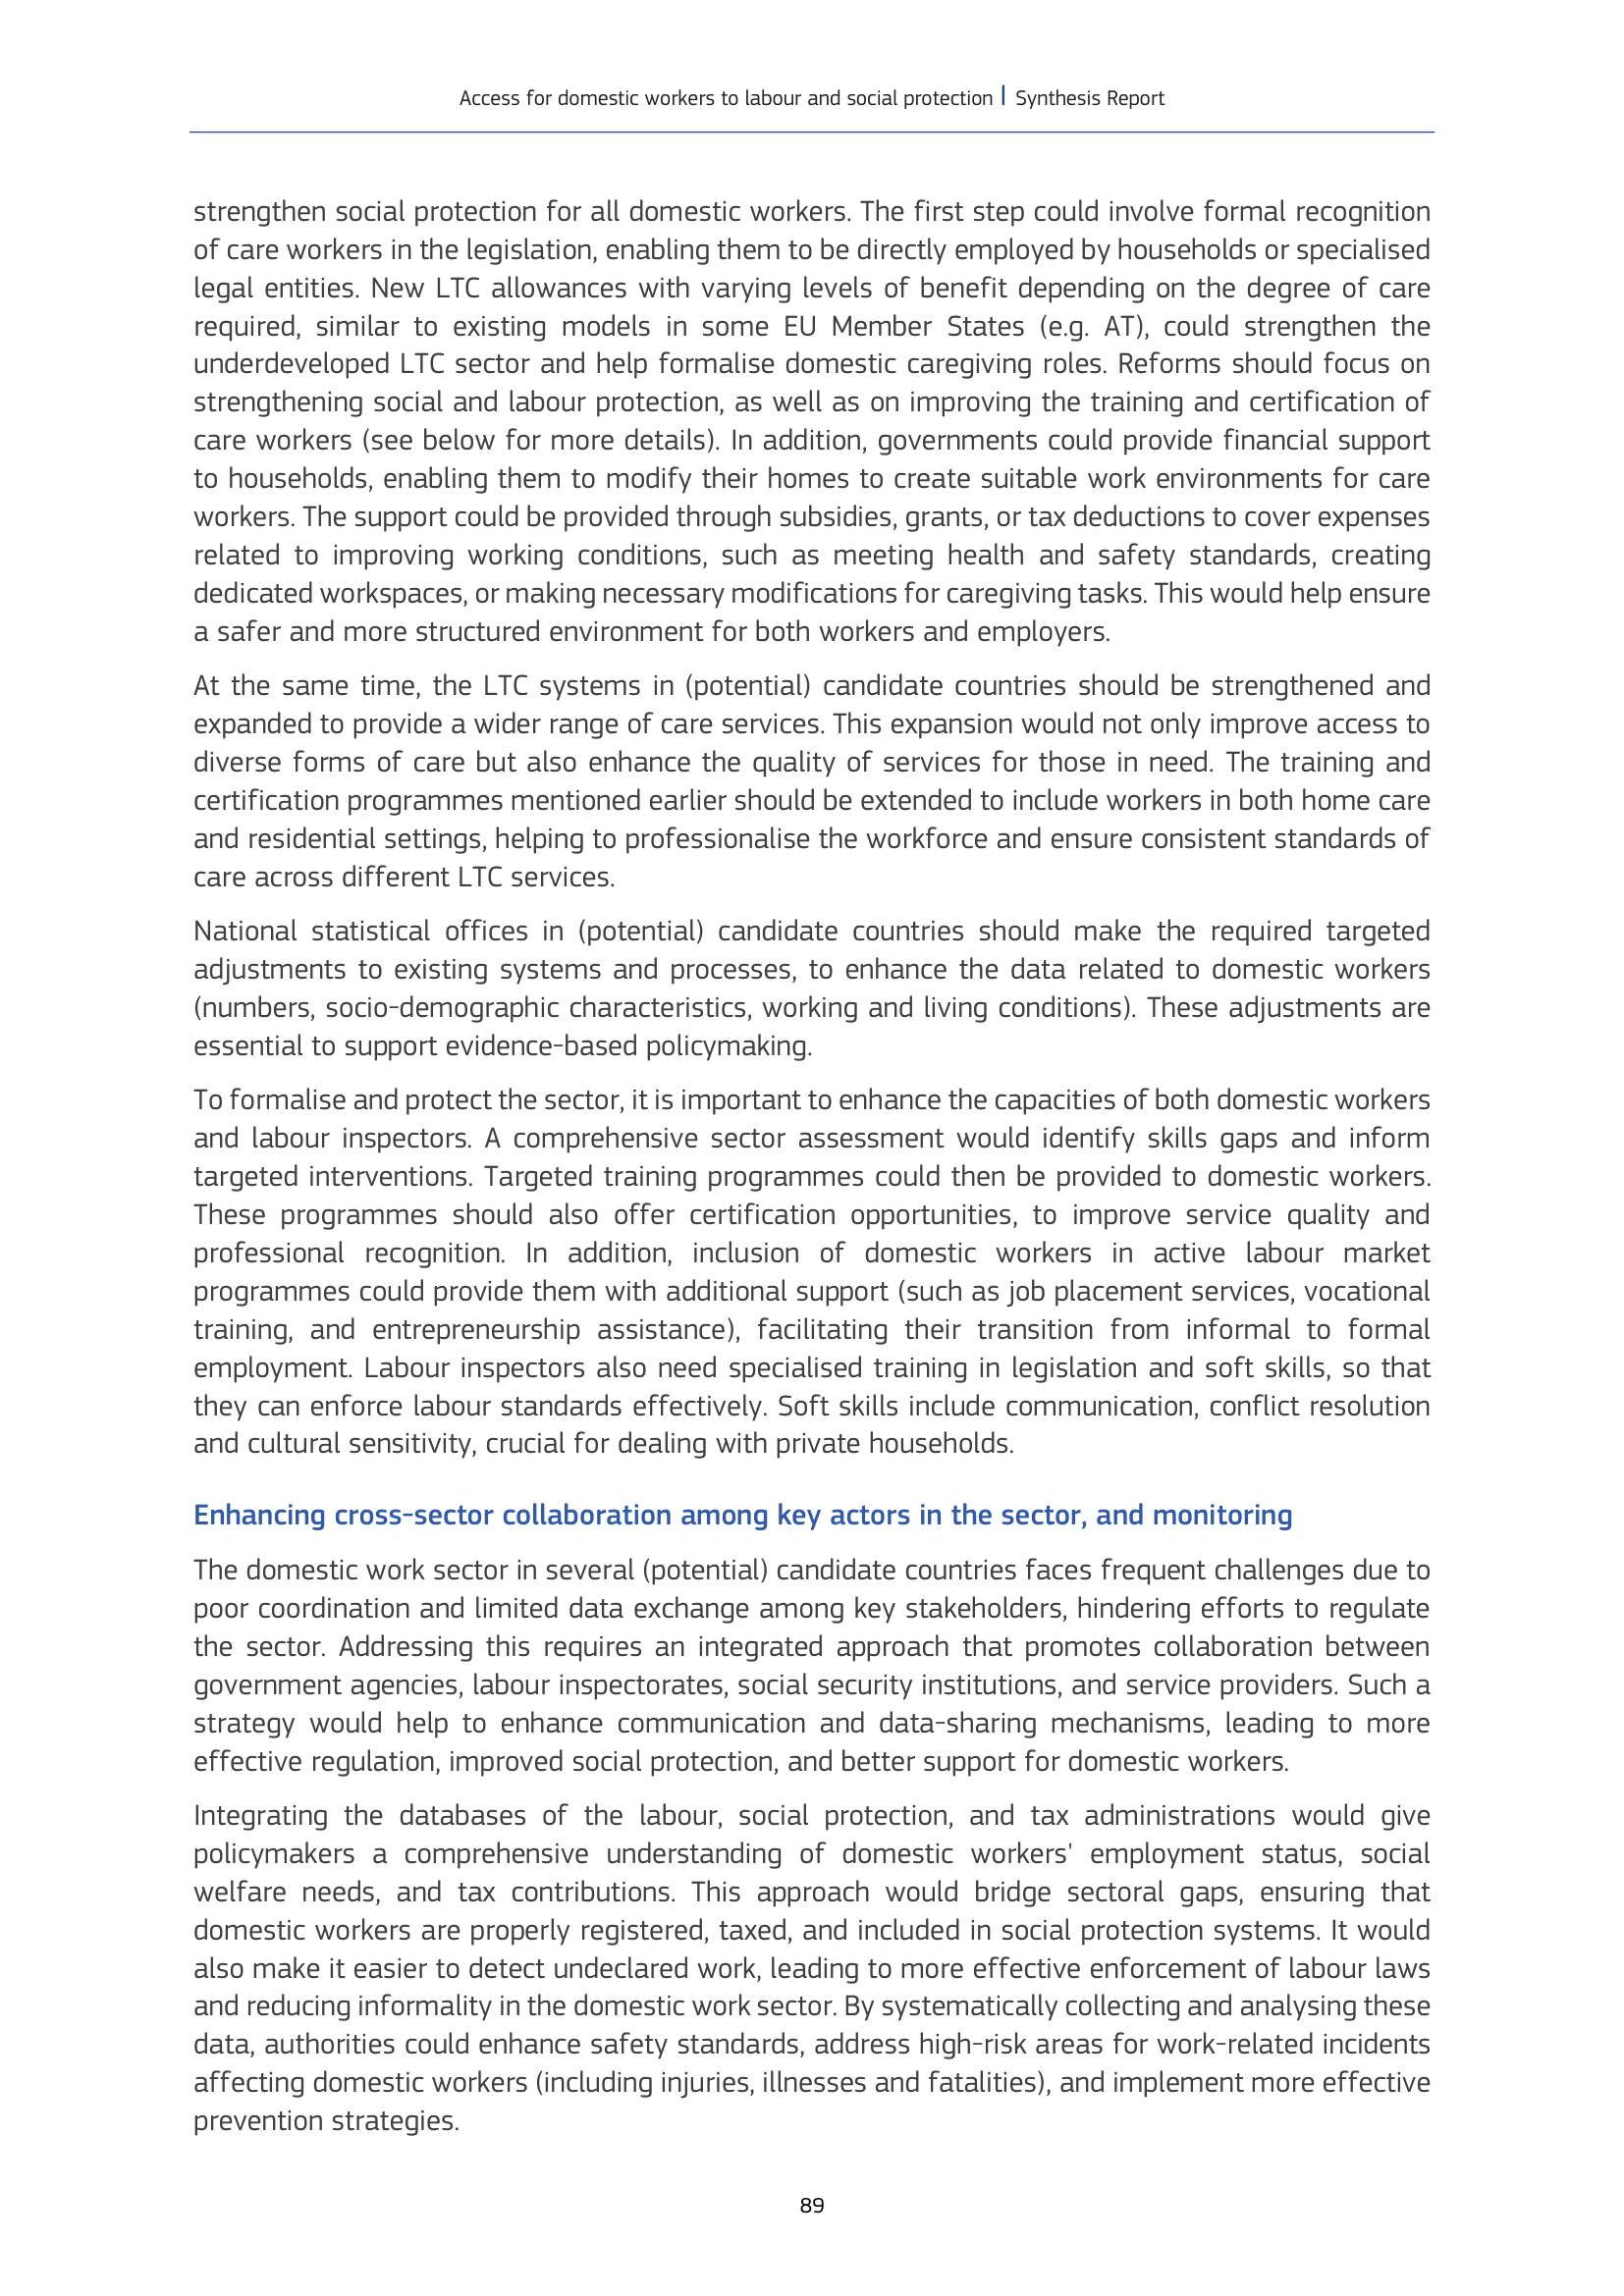 Access for domestic workers to labour and social protection | Synthesis Report
strengthen social protection for all domestic workers. The first step could involve formal recognition
of care workers in the legislation, enabling them to be directly employed by households or specialised
legal entities. New LTC allowances with varying levels of benefit depending on the degree of care
required, similar to existing models in some EU Member States (e.g. AT), could strengthen the
underdeveloped LTC sector and help formalise domestic caregiving roles. Reforms should focus on
strengthening social and labour protection, as well as on improving the training and certification of
care workers (see below for more details). In addition, governments could provide financial support
to households, enabling them to modify their homes to create suitable work environments for care
workers. The support could be provided through subsidies, grants, or tax deductions to cover expenses
related to improving working conditions, such as meeting health and safety standards, creating
dedicated workspaces, or making necessary modifications for caregiving tasks. This would help ensure
a safer and more structured environment for both workers and employers.
At the same time, the LTC systems in (potential) candidate countries should be strengthened and
expanded to provide a wider range of care services. This expansion would not only improve access to
diverse forms of care but also enhance the quality of services for those in need. The training and
certification programmes mentioned earlier should be extended to include workers in both home care
and residential settings, helping to professionalise the workforce and ensure consistent standards of
care across different LTC services.
National statistical offices in (potential) candidate countries should make the required targeted
adjustments to existing systems and processes, to enhance the data related to domestic workers
(numbers, socio-demographic characteristics, working and living conditions). These adjustments are
essential to support evidence-based policymaking.
To formalise and protect the sector, it is important to enhance the capacities of both domestic workers
and labour inspectors. A comprehensive sector assessment would identify skills gaps and inform
targeted interventions. Targeted training programmes could then be provided to domestic workers.
These programmes should also offer certification opportunities, to improve service quality and
professional recognition. In addition, inclusion of domestic workers in active labour market
programmes could provide them with additional support (such as job placement services, vocational
training, and entrepreneurship assistance), facilitating their transition from informal to formal
employment. Labour inspectors also need specialised training in legislation and soft skills, so that
they can enforce labour standards effectively. Soft skills include communication, conflict resolution
and cultural sensitivity, crucial for dealing with private households.
Enhancing cross-sector collaboration among key actors in the sector, and monitoring
The domestic work sector in several (potential) candidate countries faces frequent challenges due to
poor coordination and limited data exchange among key stakeholders, hindering efforts to regulate
the sector. Addressing this requires an integrated approach that promotes collaboration between
government agencies, labour inspectorates, social security institutions, and service providers. Such a
strategy would help to enhance communication and data-sharing mechanisms, leading to more
effective regulation, improved social protection, and better support for domestic workers.
Integrating the databases of the labour, social protection, and tax administrations would give
policymakers a comprehensive understanding of domestic workers' employment status, social
welfare needs, and tax contributions. This approach would bridge sectoral gaps, ensuring that
domestic workers are properly registered, taxed, and included in social protection systems. It would
also make it easier to detect undeclared work, leading to more effective enforcement of labour laws
and reducing informality in the domestic work sector. By systematically collecting and analysing these
data, authorities could enhance safety standards, address high-risk areas for work-related incidents
affecting domestic workers (including injuries, illnesses and fatalities), and implement more effective
prevention strategies.
89